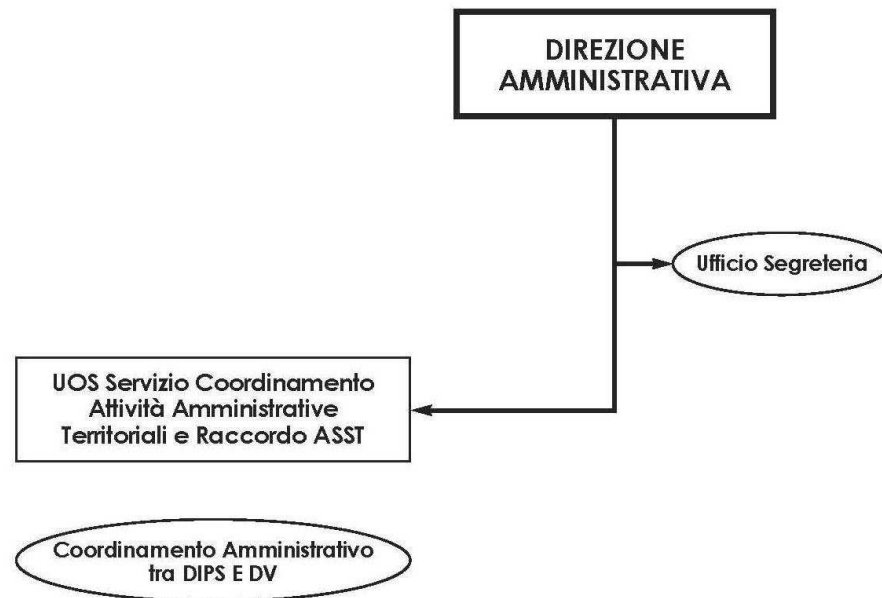 DIREZIONE
AMMINISTRATIVA
Ufficio Segreteria
UOS Servizio Coordinamento
Attività Amministrative
Territoriali e Raccordo ASST
Coordinamento Amministrativo
tra DIPS E DV